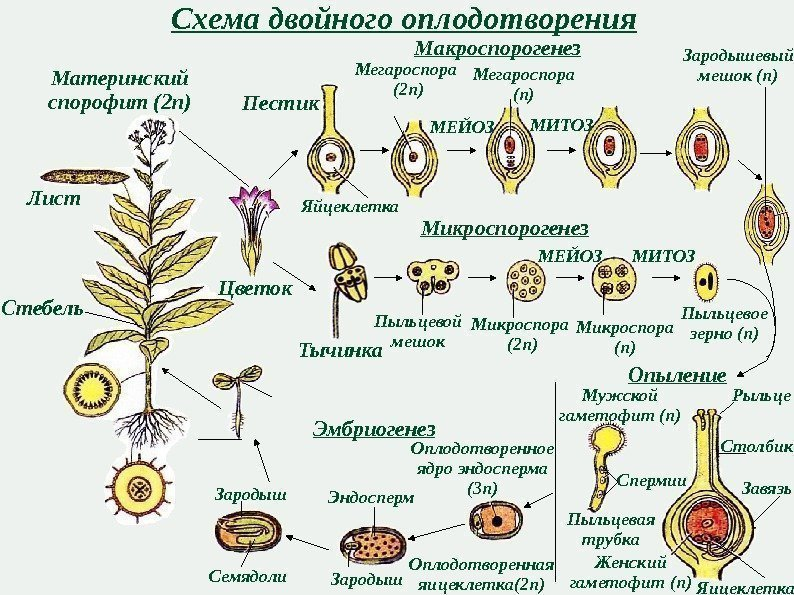 Схема двойного оплодотворения
Макроспорогенез
Материнский
спорофит (2n)
Пестик
Мегароспора
(2n)
Мегароспора
(n)
Зародышевый
мешок (n)
МЕЙОЗ
МИТОЗ
Лист
Яйцеклетка
Микроспорогенез
МЕЙОЗ
МИТОЗ
Цветок
Стебель
Тычинка
Пыльцевой
мешок
Микроспора
(2n)
Микроспора
(n)
Пыльцевое
зерно (n)
Опыление
Мужской
гаметофит (n)
Рыльце
Столбик
Эмбриогенез
Оплодотворенное
ядро эндосперма
(3n)
Спермии
Завязь
Зародыш
Эндосперм
Пыльцевая
трубка
Семядоли
Зародыш
Оплодотворенная
яицеклетка(2n)
Женский
гаметофит (n)
Яицеклетка